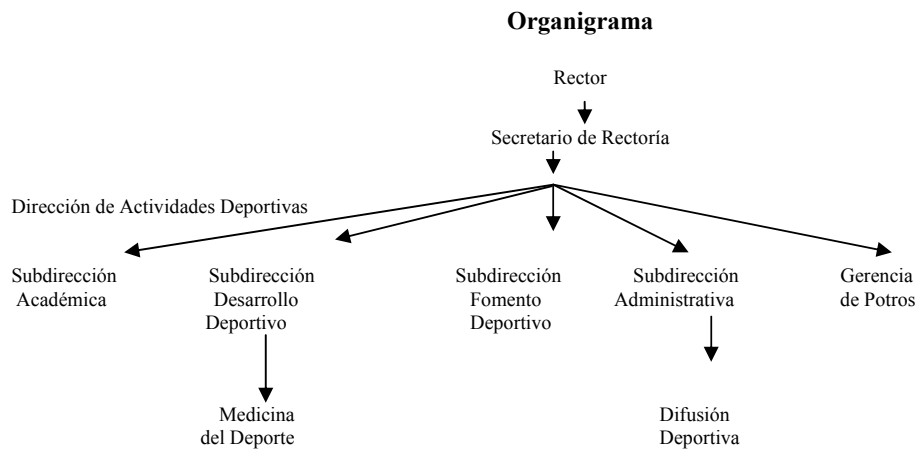 Organigrama
Rector
Secretario de Rectoría
Dirección de Actividades Deportivas
Subdirección
Académica
Subdirección
Desarrollo
Deportivo
Subdirección
Fomento
Deportivo
Subdirección
Administrativa
Gerencia
de Potros
Medicina
del Deporte
Difusión
Deportiva